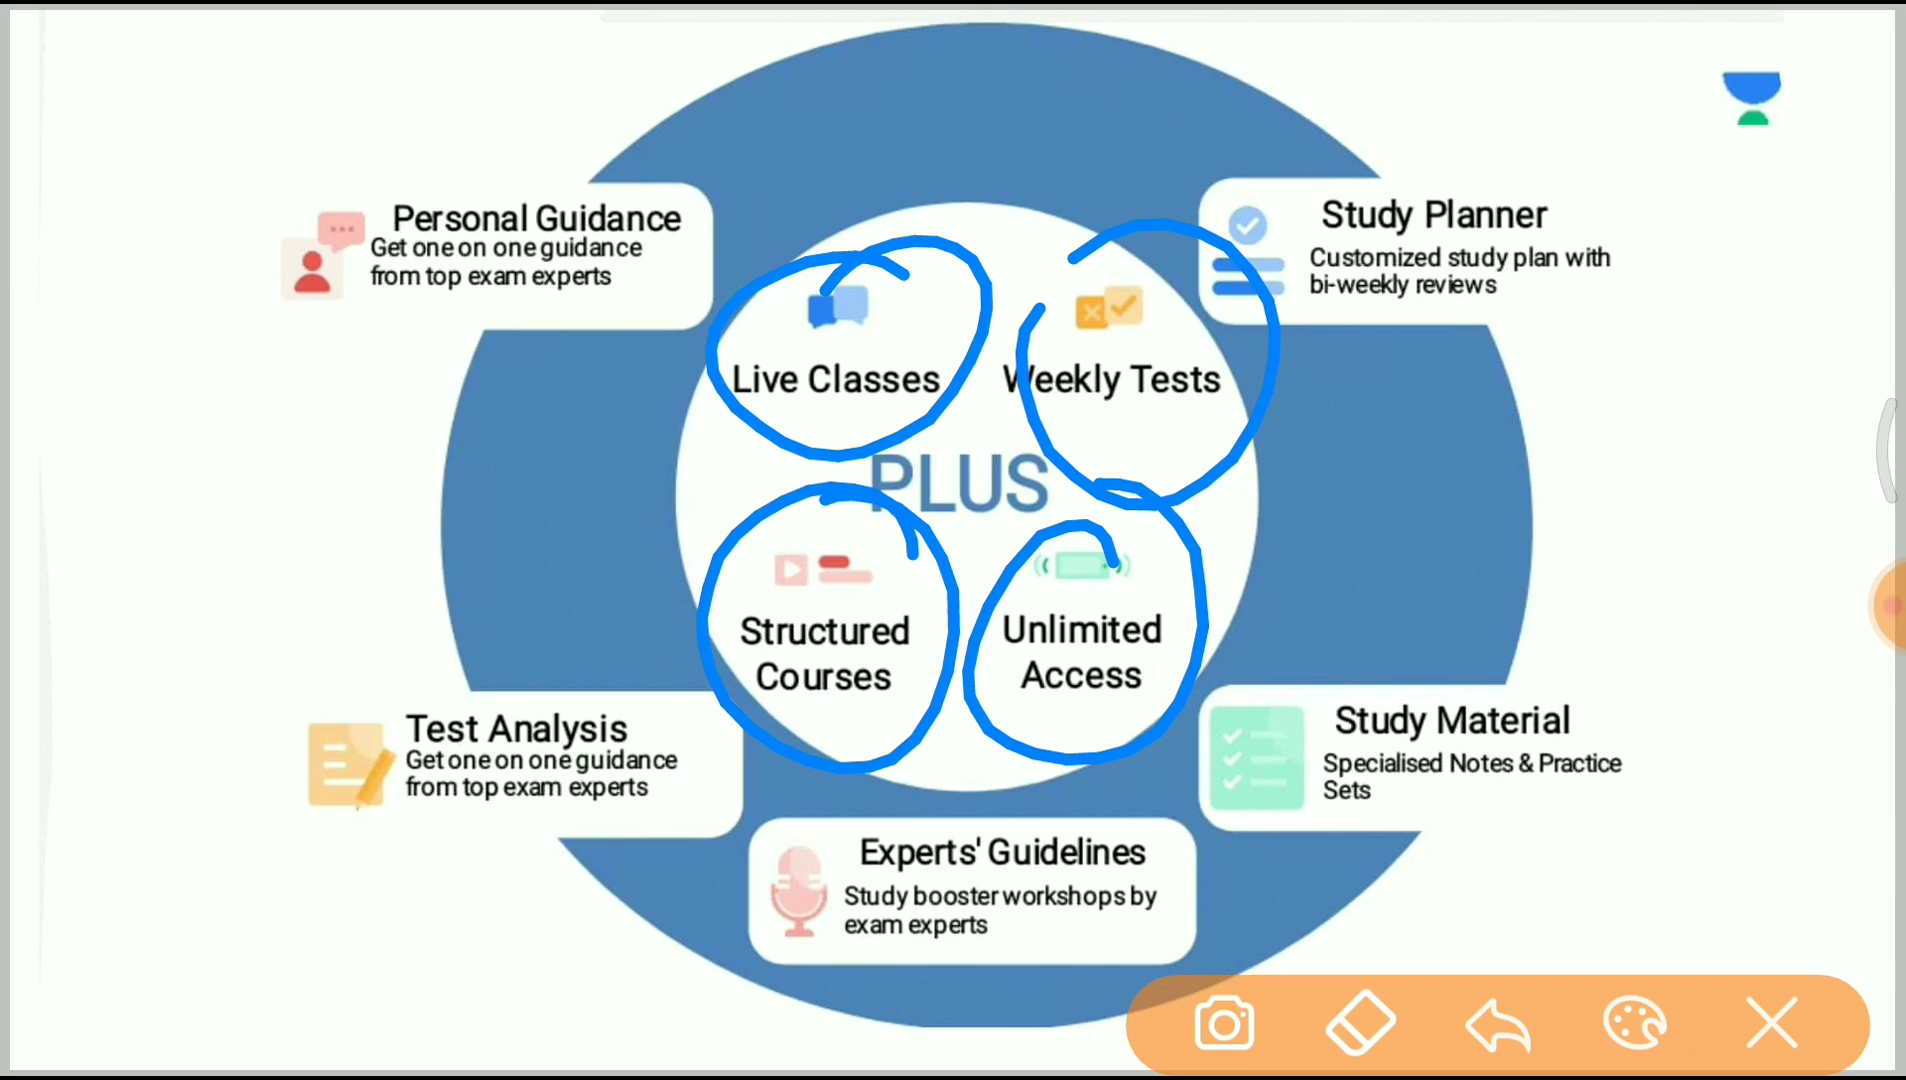 Personal Guidance
Get one on one guidance
from top exam experts
Study Planner
Customized study plan with
bi-weekly reviews
Live Classes
Weekly Tests
PLUS
Structured
Courses
Unlimited
Access
Test Analysis
Get one on one guidance
from top exam experts
Study Material
Specialised Notes & Practice
Sets
Experts' Guidelines
Study booster workshops by
exam experts